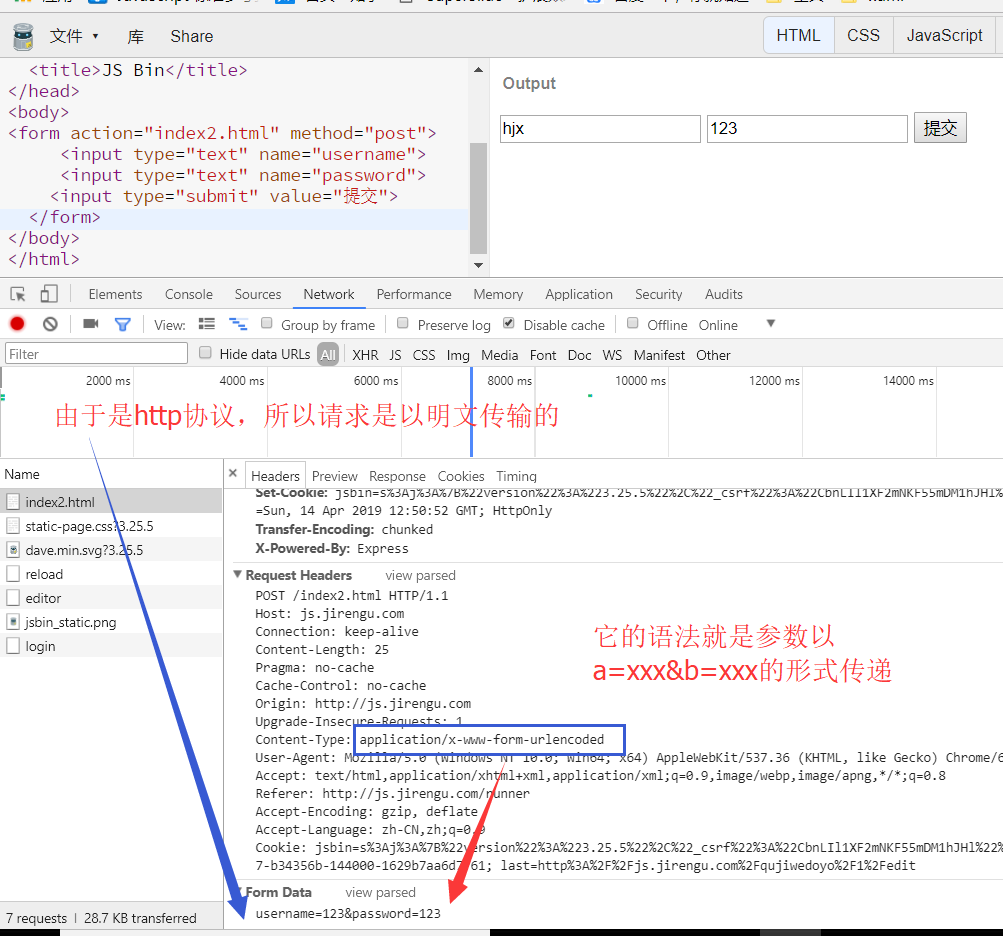 文件 ▾ 库 Share HTML CSS JavaScript
<title>JS Bin</title>
</head>
<body>
<form action="index2.html" method="post">
<input type="text" name="username">
<input type="text" name="password">
<input type="submit" value="提交">
</form>
</body>
</html>
Output
hjx 123 提交
Elements Console Sources Network Performance Memory Application Security Audits
View: Group by frame Preserve log Disable cache Offline Online
Filter Hide data URLs All XHR JS CSS Img Media Font Doc WS Manifest Other
2000 ms 4000 ms 6000 ms 8000 ms 10000 ms 12000 ms 14000 ms
由于是http协议，所以请求是以明文传输的
Name
index2.html
static-page.css?3.25.5
dave.min.svg?3.25.5
reload
editor
jsbin_static.png
login
7 requests | 28.7 KB transferred
× Headers Preview Response Cookies Timing
Set-Cookie: jsbin=s%3Aj%3A%7B%22version%22%3A%223.25.5%22%2C%22_csrf%22%3A%22CbnLIl1XF2mNKF55mDM1hJHl%
=Sun, 14 Apr 2019 12:50:52 GMT; HttpOnly
Transfer-Encoding: chunked
X-Powered-By: Express
Request Headers view parsed
POST /index2.html HTTP/1.1
Host: js.jirengu.com
Connection: keep-alive
Content-Length: 25
Pragma: no-cache
Cache-Control: no-cache
Origin: http://js.jirengu.com
Upgrade-Insecure-Requests: 1
Content-Type: application/x-www-form-urlencoded
User-Agent: Mozilla/5.0 (Windows NT 10.0; Win64; x64) AppleWebKit/537.36 (KHTML, like Gecko) Chrome/6
Accept: text/html,application/xhtml+xml,application/xml;q=0.9,image/webp,image/apng,*/*;q=0.8
Referer: http://js.jirengu.com/runner
Accept-Encoding: gzip, deflate
Accept-Language: zh-CN,zh;q=0.9
Cookie: jsbin=s%3Aj%3A%7B%22version%22%3A%223.25.5%22%2C%22_csrf%22%3A%22CbnLIl1XF2mNKF55mDM1hJHl%22%
7-b34356b-144000-1629b7aa6d7 61; last=http%3A%2F%2Fjs.jirengu.com%2Fqujiwedoyo%2F1%2Fedit
Form Data view parsed
username=123&password=123
它的语法就是参数以
a=xxx&b=xxx的形式传递